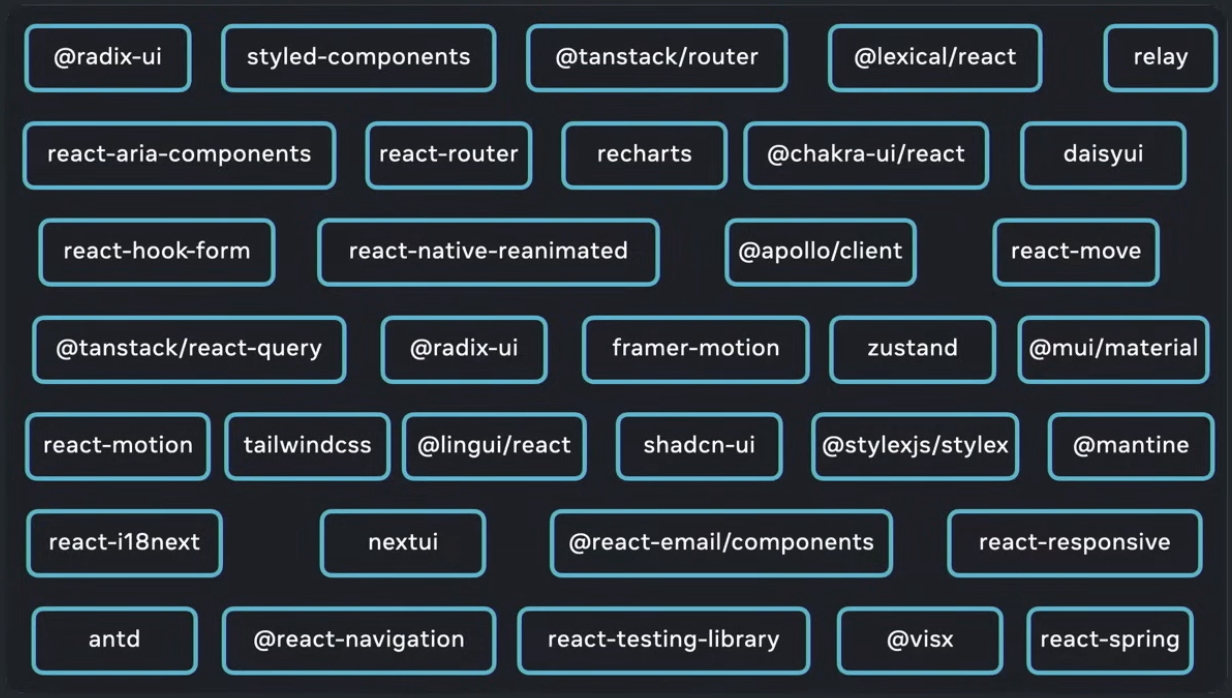 @radix-ui styled-components @tanstack/router @lexical/react relay
react-aria-components react-router recharts @chakra-ui/react daisyui
react-hook-form react-native-reanimated @apollo/client react-move
@tanstack/react-query @radix-ui framer-motion zustand @mui/material
react-motion tailwindcss @lingui/react shadcn-ui @stylexjs/stylex @mantine
react-i18next nextui @react-email/components react-responsive
antd @react-navigation react-testing-library @visx react-spring